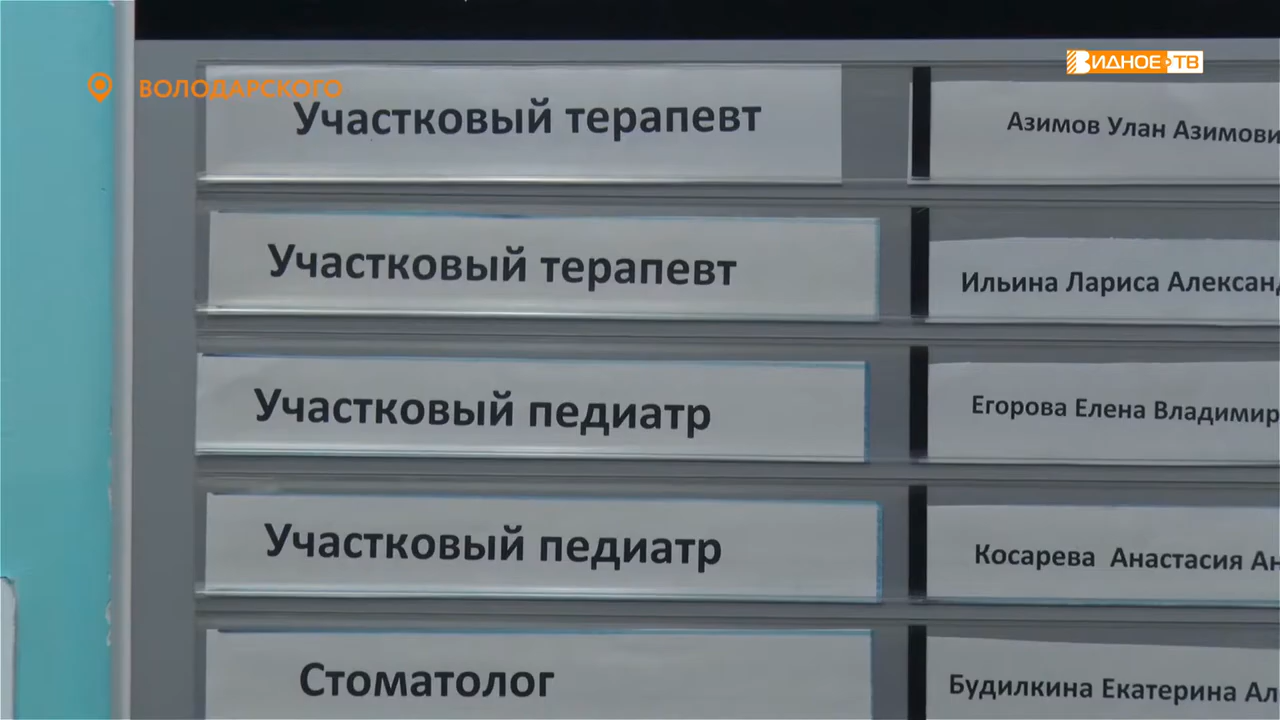 ВОЛОДАРСКОГО
ВИДНОЕ ТВ
Участковый терапевт
Азимов Улан Азимови
Участковый терапевт
Ильина Лариса Александ
Участковый педиатр
Егорова Елена Владимир
Участковый педиатр
Косарева Анастасия Ан
Стоматолог
Будилкина Екатерина Ал